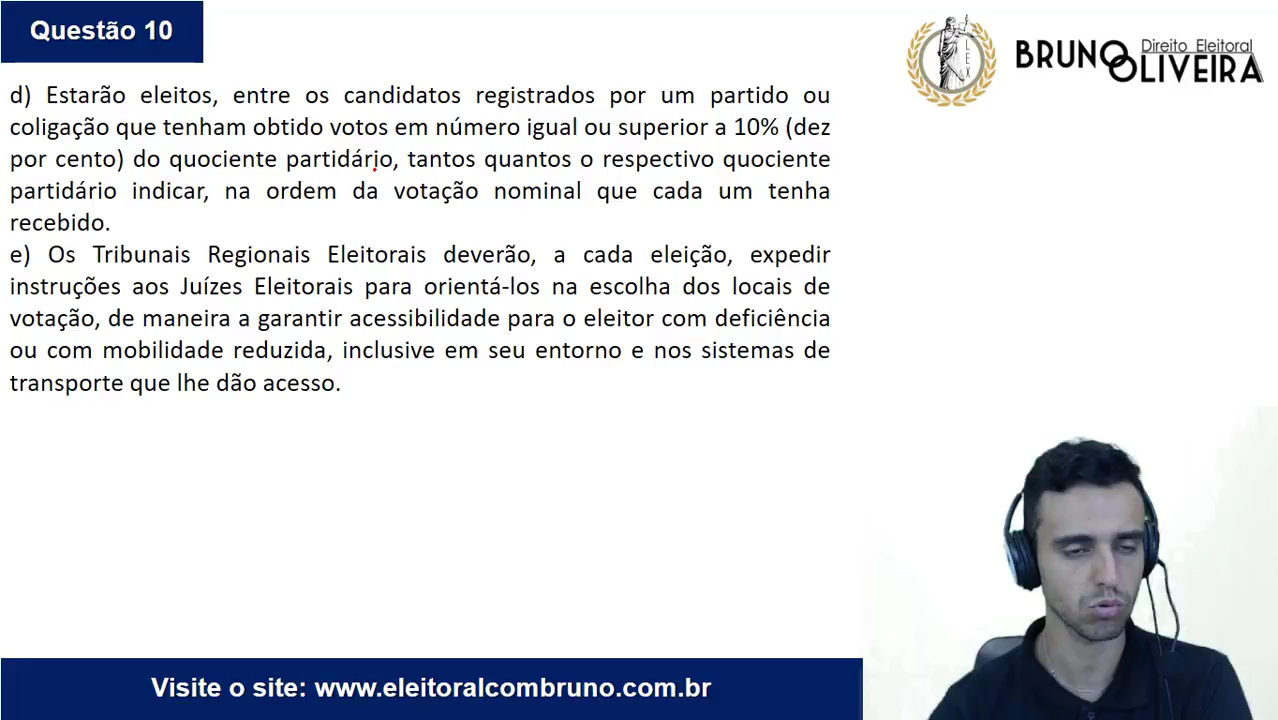 Questão 10
LEX
Direito Eleitoral
BRUNO OLIVEIRA
d) Estarão eleitos, entre os candidatos registrados por um partido ou
coligação que tenham obtido votos em número igual ou superior a 10% (dez
por cento) do quociente partidário, tantos quantos o respectivo quociente
partidário indicar, na ordem da votação nominal que cada um tenha
recebido.
e) Os Tribunais Regionais Eleitorais deverão, a cada eleição, expedir
instruções aos Juízes Eleitorais para orientá-los na escolha dos locais de
votação, de maneira a garantir acessibilidade para o eleitor com deficiência
ou com mobilidade reduzida, inclusive em seu entorno e nos sistemas de
transporte que lhe dão acesso.
Visite o site: www.eleitoralcombruno.com.br